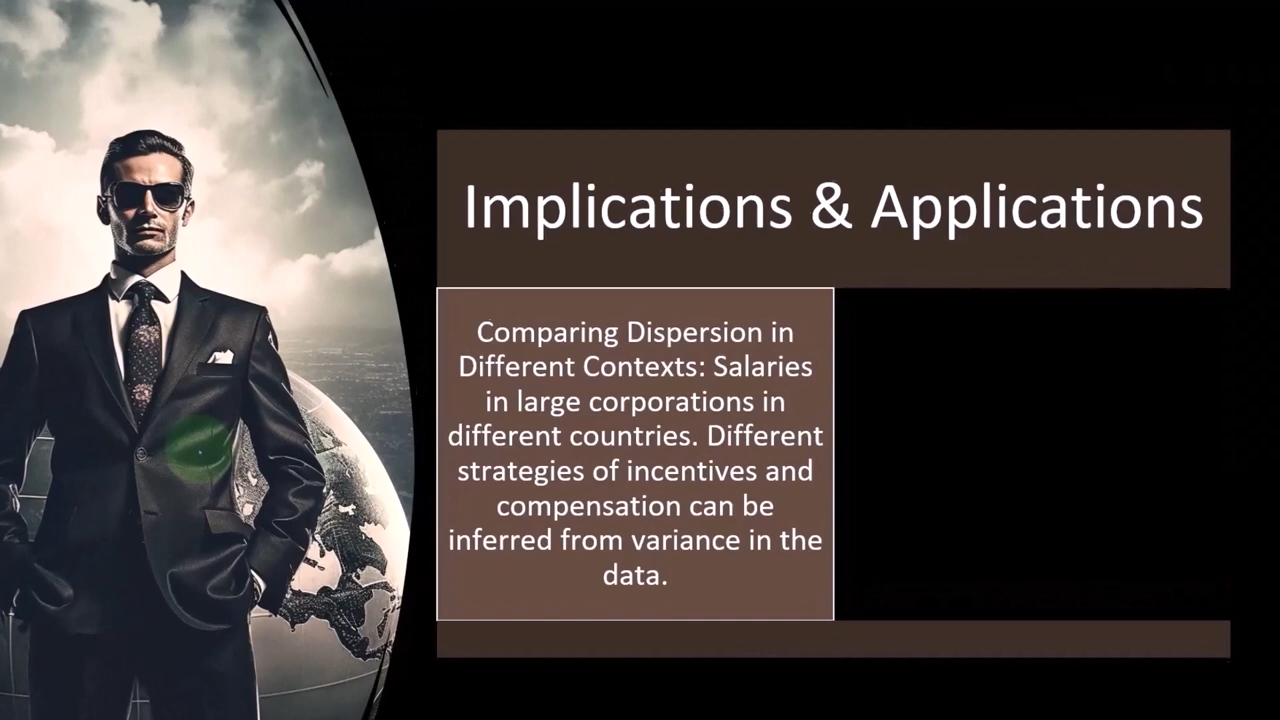 Implications & Applications
Comparing Dispersion in
Different Contexts: Salaries
in large corporations in
different countries. Different
strategies of incentives and
compensation can be
inferred from variance in the
data.